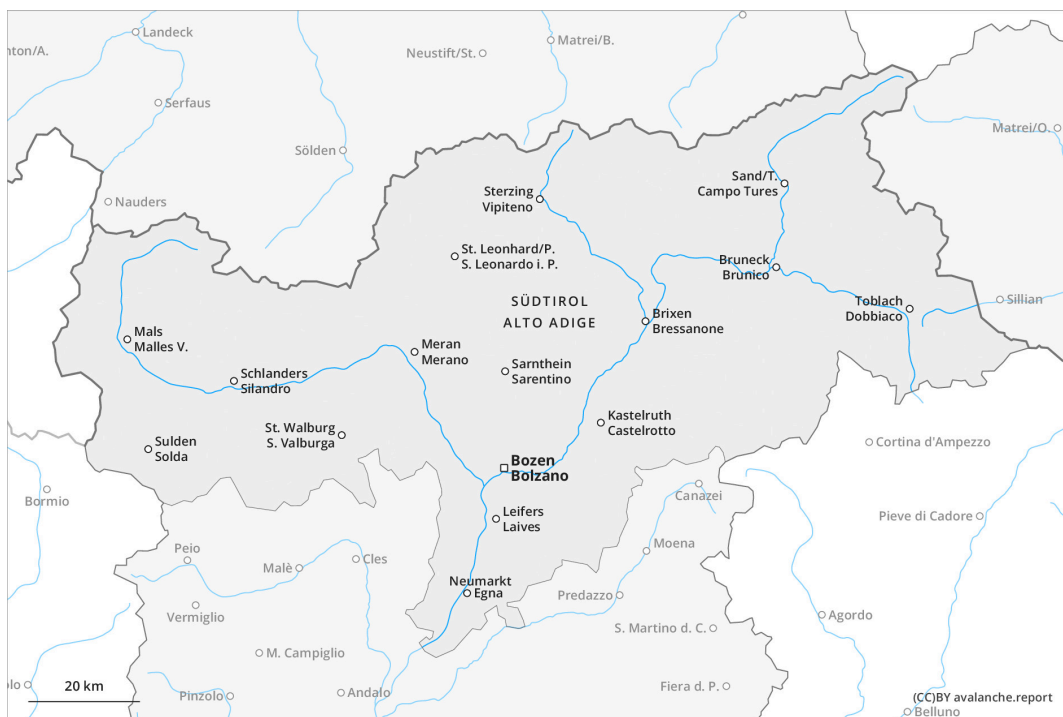 Landeck
nton/A.
Neustift/St.
Matrei/B.
Serfaus
Matrei/O.
Sölden
Sand/T.
Campo Tures
Sterzing
Vipiteno
Nauders
St. Leonhard/P.
S. Leonardo i. P.
Bruneck
Brunico
SÜDTIROL
ALTO ADIGE
Toblach
Dobbiaco
Sillian
Brixen
Bressanone
Mals
Malles V.
Meran
Merano
Sarnthein
Sarentino
Schlanders
Silandro
Kastelruth
Castelrotto
St. Walburg
S. Valburga
Sulden
Solda
Cortina d'Ampezzo
Bozen
Bolzano
Bormio
Canazei
Leifers
Laives
Pieve di Cadore
Peio
Malè
Cles
Moena
Neumarkt
Egna
Predazzo
Vermiglio
Agordo
S. Martino d. C.
M. Campiglio
olo
20 km
Pinzolo
Andalo
Fiera d. P.
(CC)BY avalanche.report
Belluno